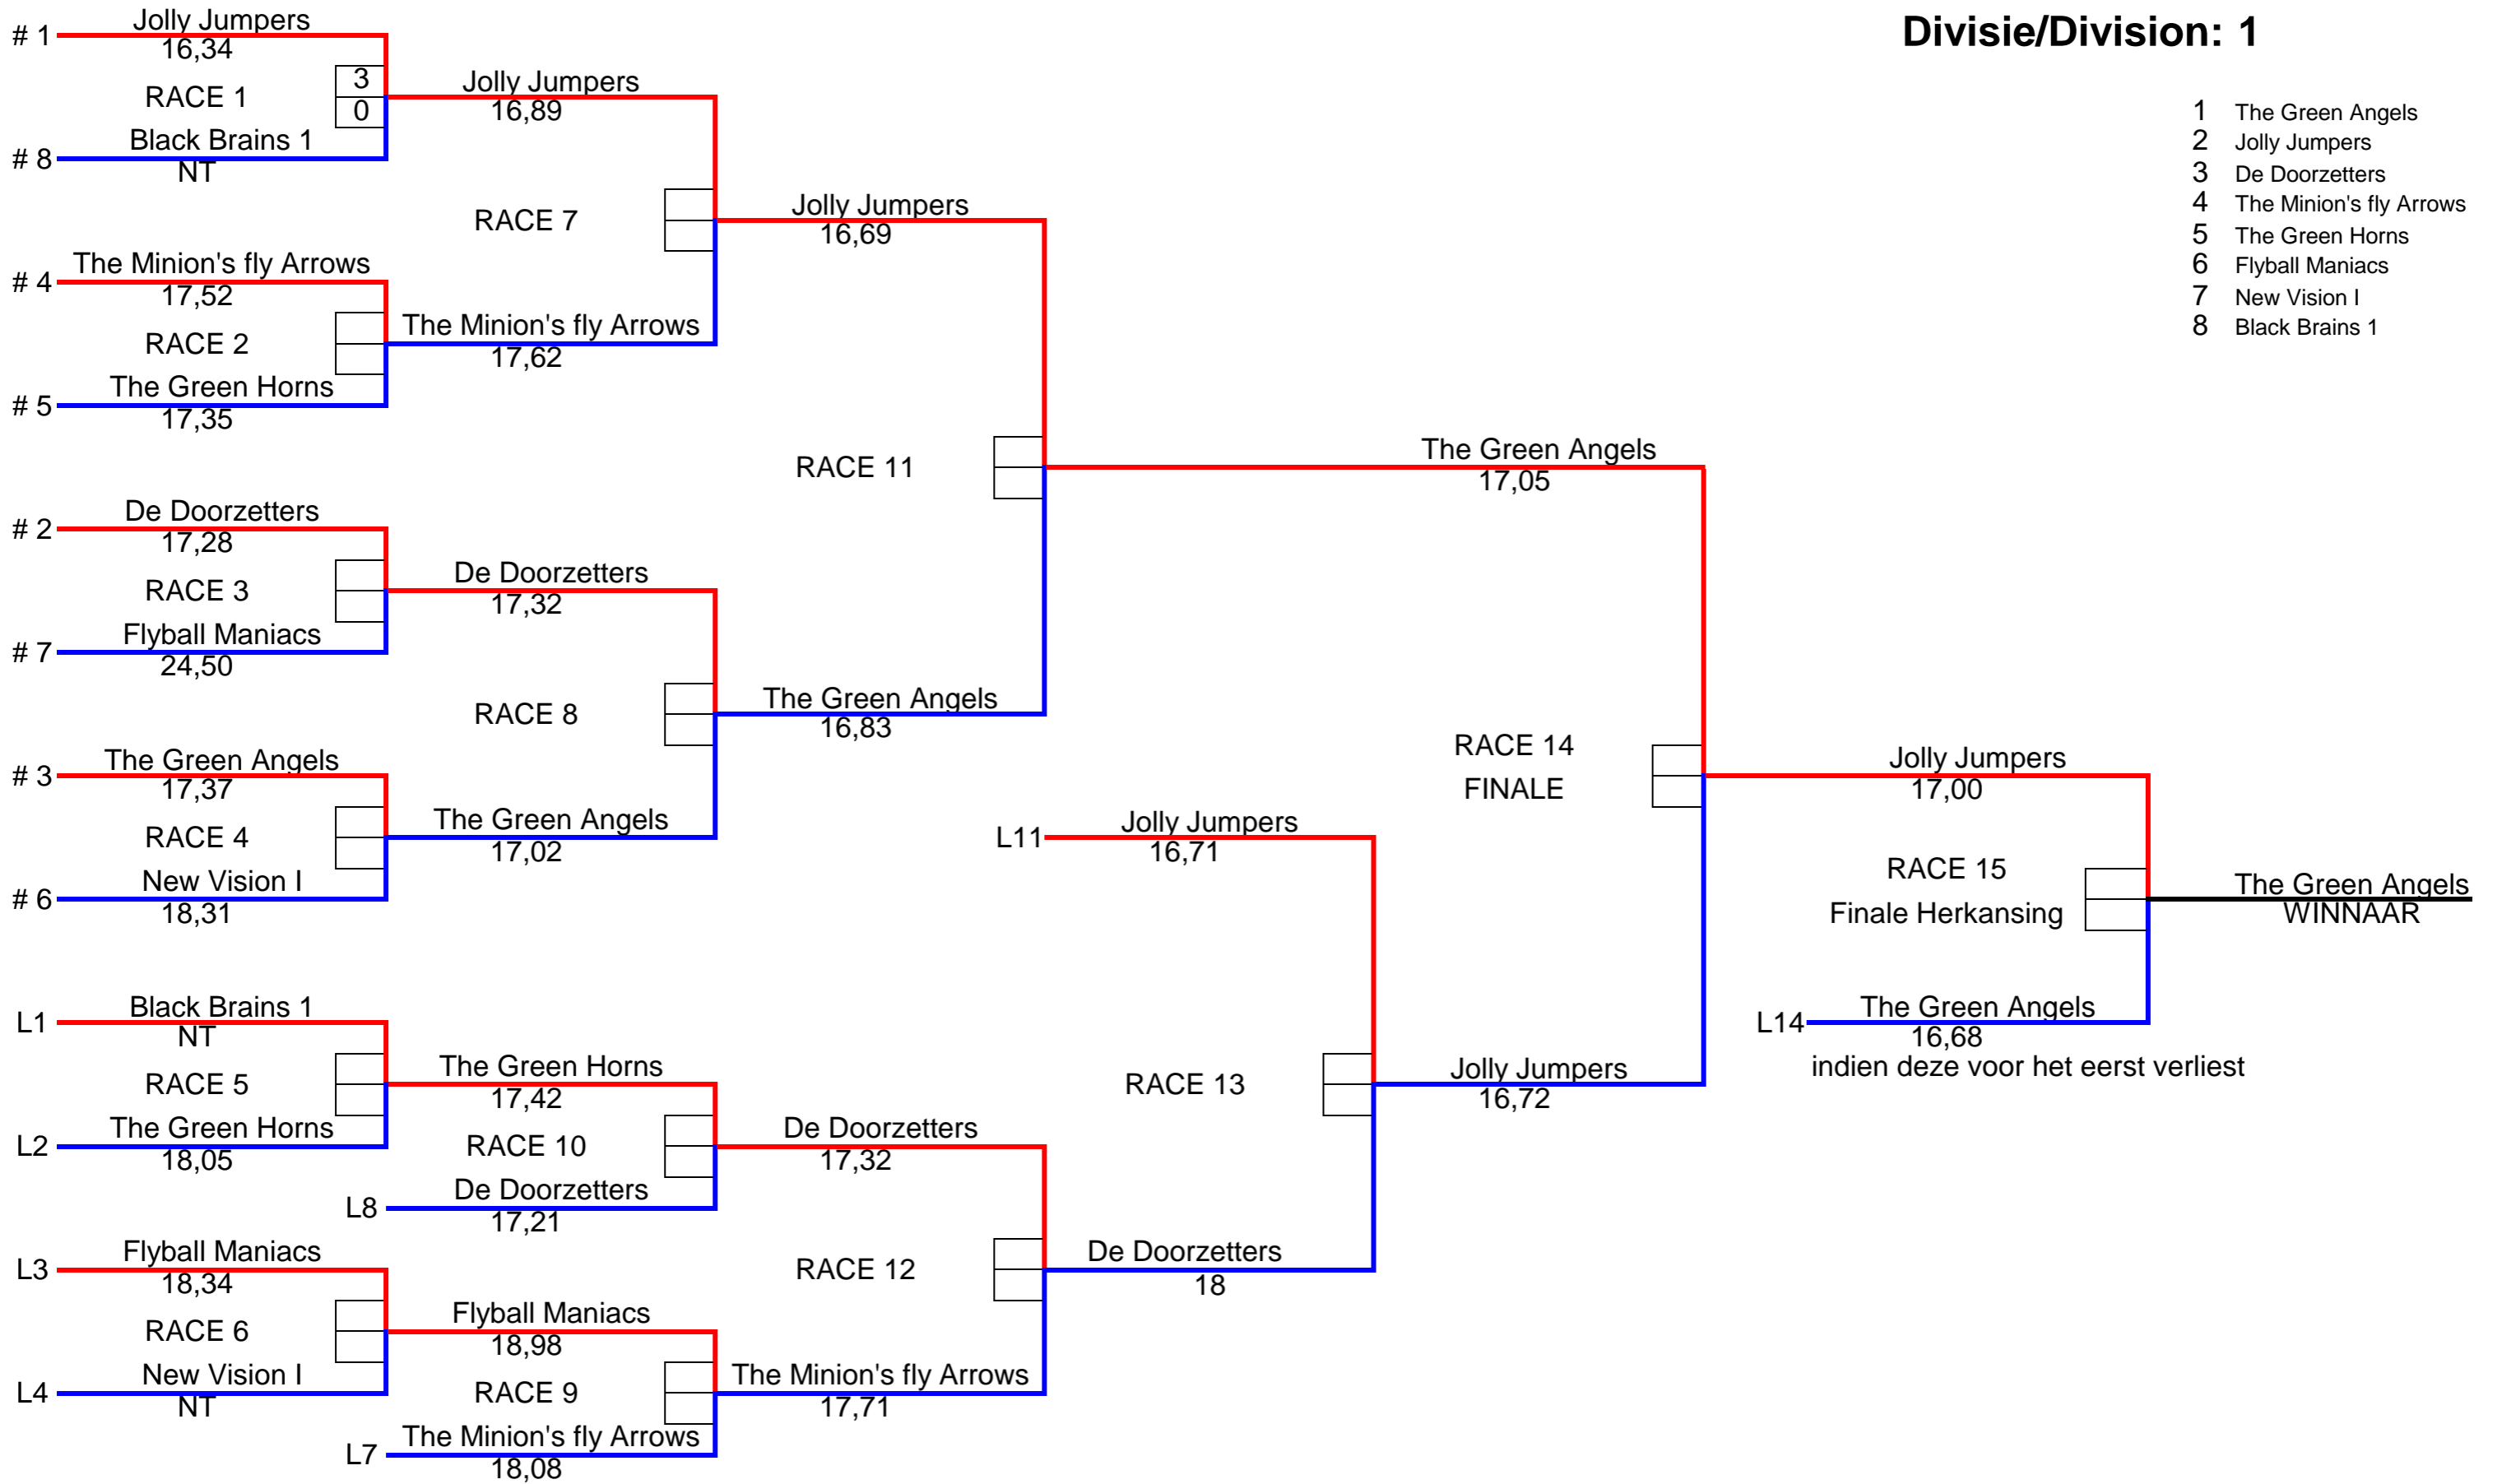 Divisie/Division: 1
1 The Green Angels
2 Jolly Jumpers
3 De Doorzetters
4 The Minion's fly Arrows
5 The Green Horns
6 Flyball Maniacs
7 New Vision I
8 Black Brains 1
# 1 Jolly Jumpers
16,34
RACE 1
3
0
Black Brains 1
# 8
NT
The Minion's fly Arrows
# 4
17,52
RACE 2
The Green Horns
# 5
17,35
De Doorzetters
# 2
17,28
RACE 3
Flyball Maniacs
# 7
24,50
The Green Angels
# 3
17,37
RACE 4
New Vision I
# 6
18,31
Black Brains 1
L1
NT
RACE 5
The Green Horns
L2
18,05
Flyball Maniacs
L3
18,34
RACE 6
New Vision I
L4
NT
Jolly Jumpers
16,89
RACE 7
The Minion's fly Arrows
17,62
De Doorzetters
17,32
RACE 8
The Green Angels
17,02
The Green Horns
17,42
RACE 10
De Doorzetters
L8
17,21
Flyball Maniacs
18,98
RACE 9
The Minion's fly Arrows
L7
18,08
Jolly Jumpers
16,69
RACE 11
The Green Angels
16,83
De Doorzetters
17,32
RACE 12
The Minion's fly Arrows
17,71
Jolly Jumpers
L11
16,71
RACE 13
De Doorzetters
18
The Green Angels
17,05
RACE 14
FINALE
Jolly Jumpers
16,72
Jolly Jumpers
17,00
RACE 15
Finale Herkansing
The Green Angels
L14
16,68
indien deze voor het eerst verliest
The Green Angels
WINNAAR